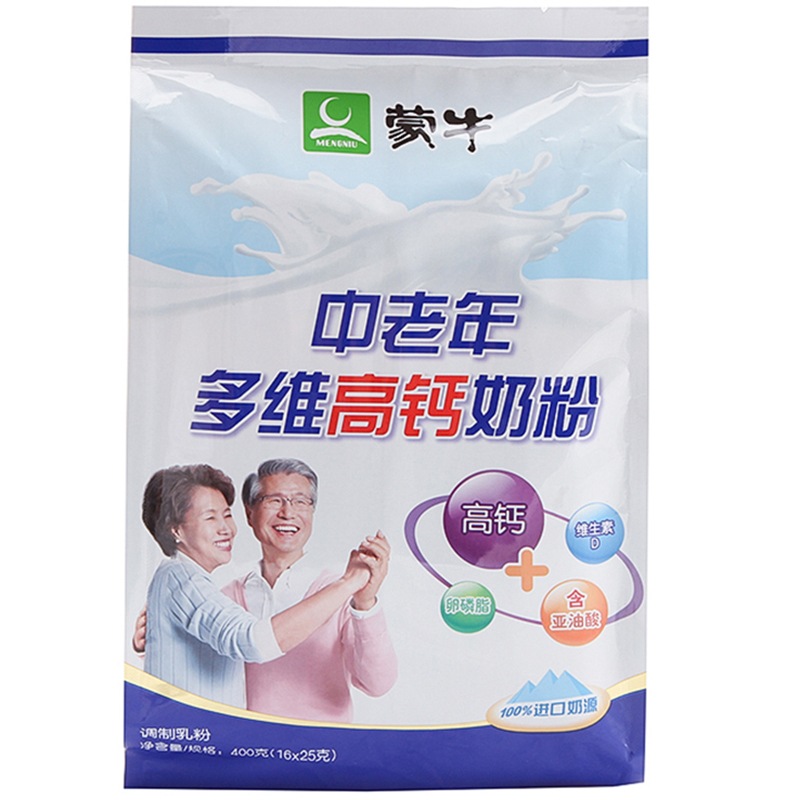 MENGNIU
蒙牛
中老年
多维高钙奶粉
高钙
维生素
D
卵磷脂
含
亚油酸
100%进口奶源
调制乳粉
净含量/规格：400克（16x25克）